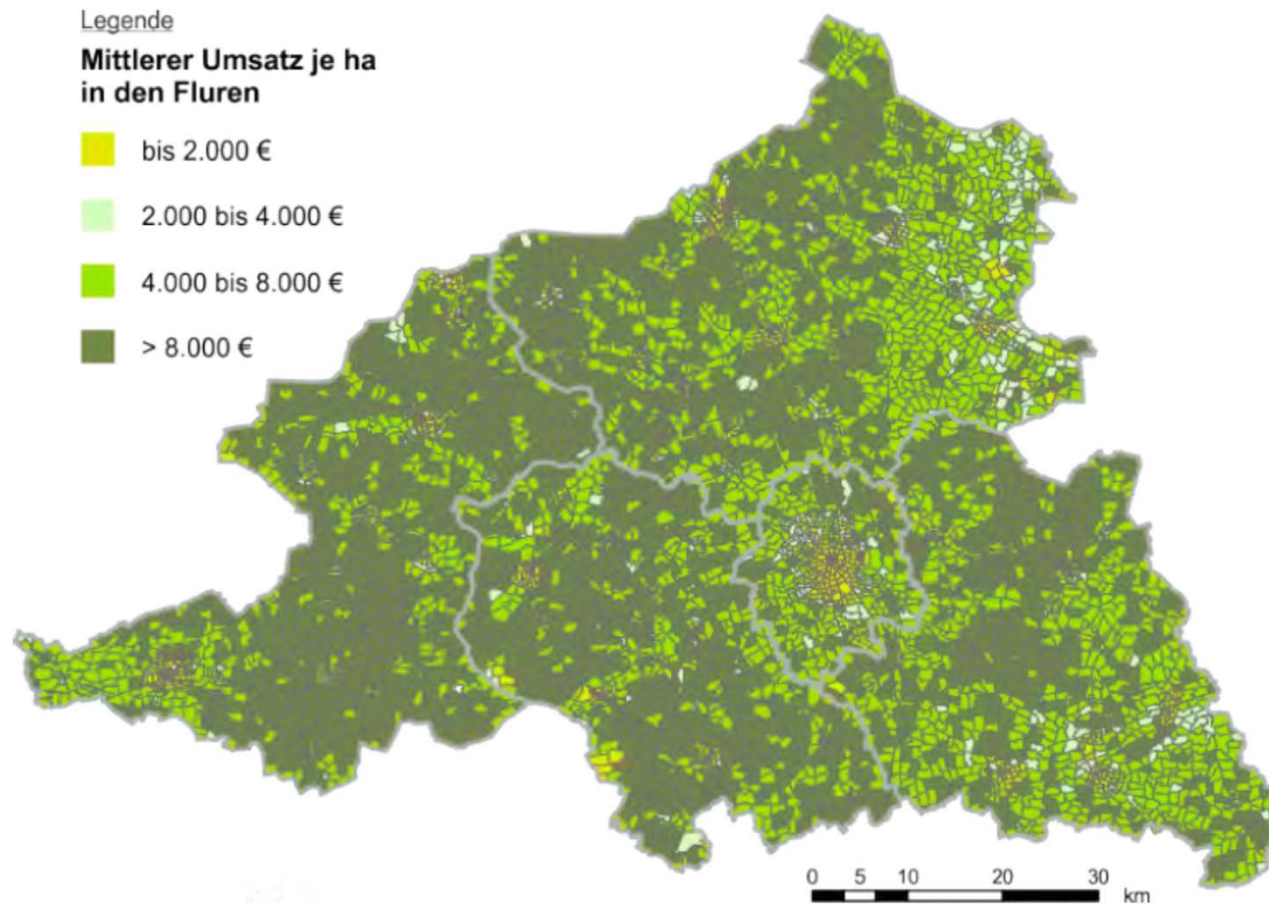 Legende
Mittlerer Umsatz je ha
in den Fluren
bis 2.000 €
2.000 bis 4.000 €
4.000 bis 8.000 €
> 8.000 €
0 5 10 20 30
km